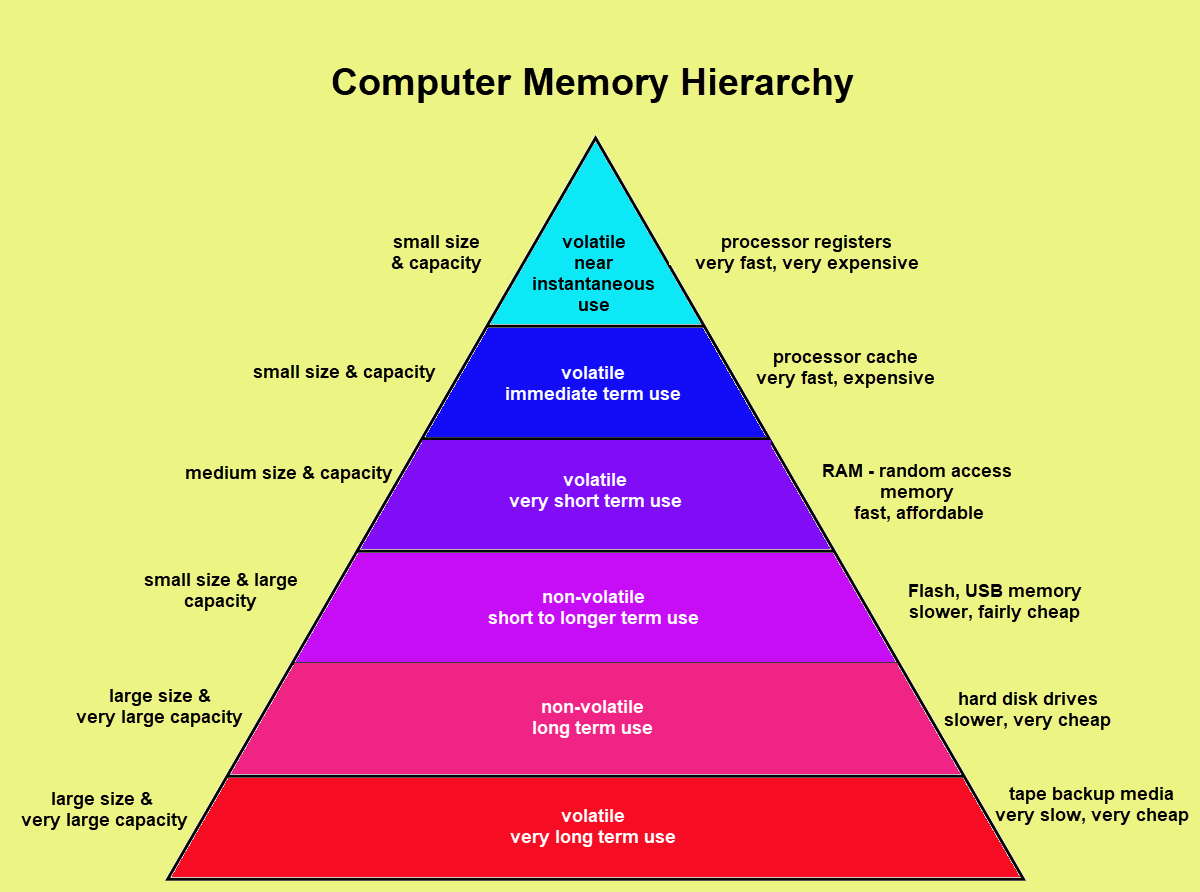 Computer Memory Hierarchy
small size
& capacity
volatile
near
instantaneous
use
processor registers
very fast, very expensive
small size & capacity
volatile
immediate term use
processor cache
very fast, expensive
medium size & capacity
volatile
very short term use
RAM - random access
memory
fast, affordable
small size & large
capacity
non-volatile
short to longer term use
Flash, USB memory
slower, fairly cheap
large size &
very large capacity
non-volatile
long term use
hard disk drives
slower, very cheap
large size &
very large capacity
volatile
very long term use
tape backup media
very slow, very cheap